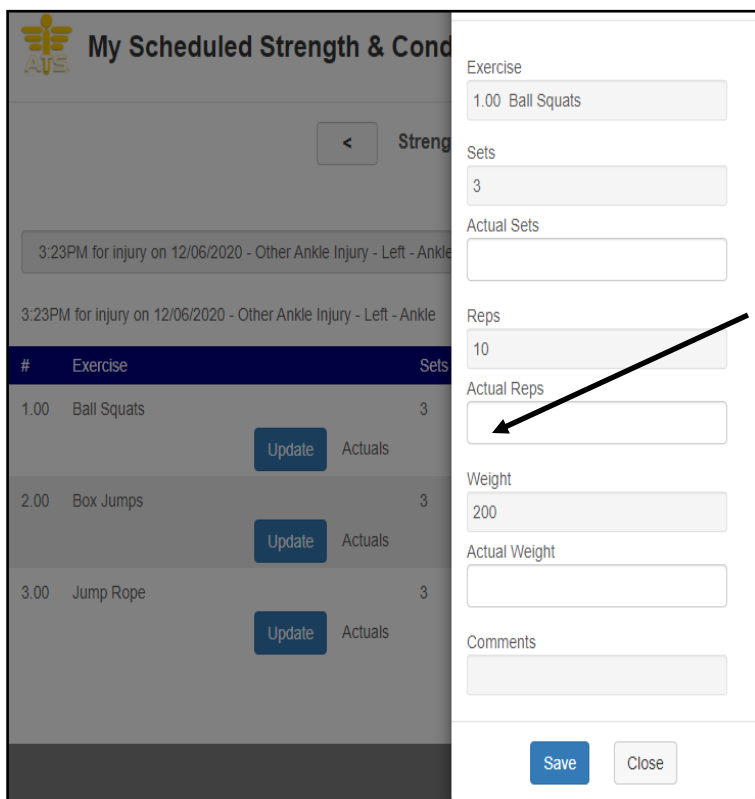 ATS
My Scheduled Strength & Cond
< Streng
3:23PM for injury on 12/06/2020 - Other Ankle Injury - Left - Ankle
3:23PM for injury on 12/06/2020 - Other Ankle Injury - Left - Ankle
# Exercise Sets
1.00 Ball Squats 3
Update Actuals
2.00 Box Jumps 3
Update Actuals
3.00 Jump Rope 3
Update Actuals
Exercise
1.00 Ball Squats
Sets
3
Actual Sets
Reps
10
Actual Reps
Weight
200
Actual Weight
Comments
Save Close